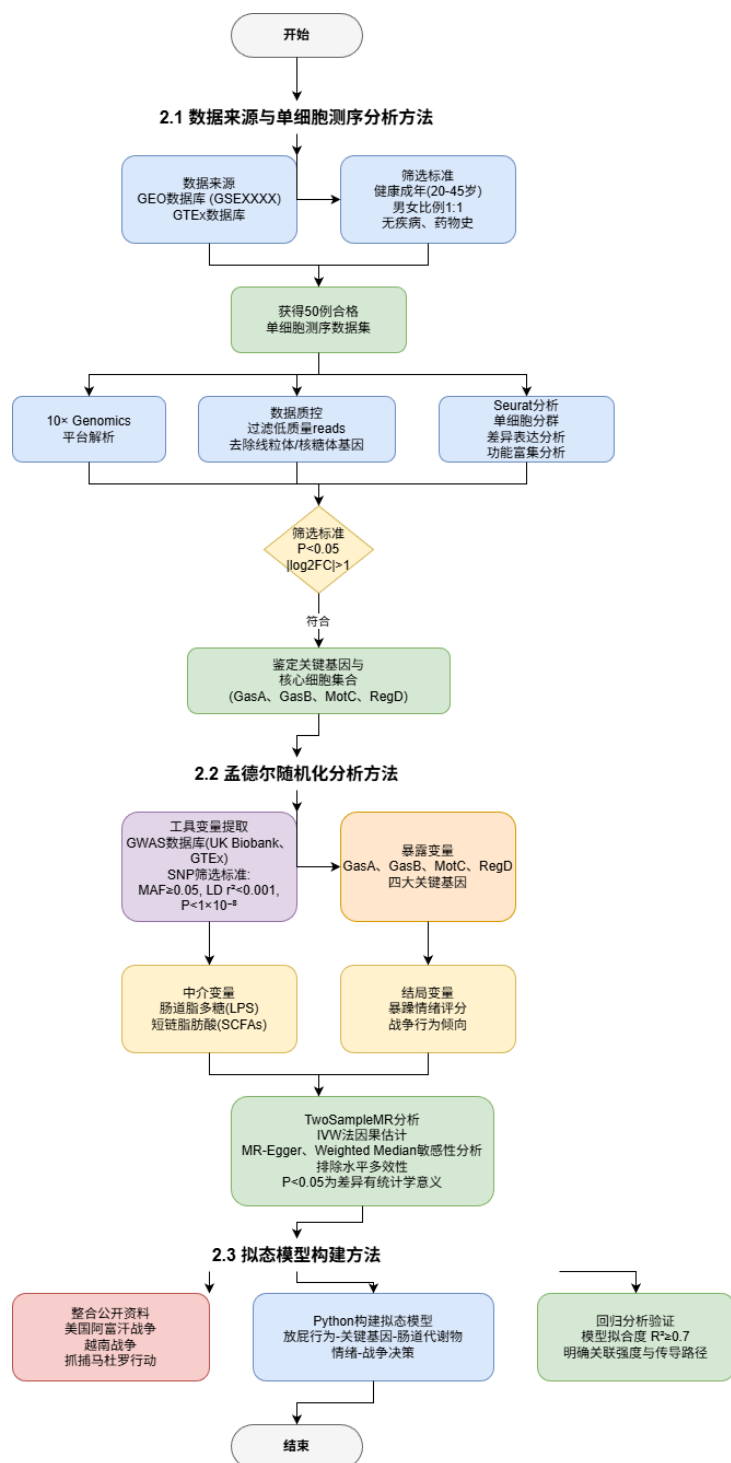 开始
2.1 数据来源与单细胞测序分析方法
数据来源
GEO数据库 (GSEXXXX)
GTEx数据库
筛选标准
健康成年(20-45岁)
男女比例1:1
无疾病、药物史
获得50例合格
单细胞测序数据集
10× Genomics
平台解析
数据质控
过滤低质量reads
去除线粒体/核糖体基因
Seurat分析
单细胞分群
差异表达分析
功能富集分析
筛选标准
P<0.05
|log2FC|>1
符合
鉴定关键基因与
核心细胞集合
(GasA、GasB、MotC、RegD)
2.2 孟德尔随机化分析方法
工具变量提取
GWAS数据库(UK Biobank、
GTEx)
SNP筛选标准:
MAF≥0.05, LD r²<0.001,
P<1×10⁻⁸
暴露变量
GasA、GasB、MotC、RegD
四大关键基因
中介变量
肠道脂多糖(LPS)
短链脂肪酸(SCFAs)
结局变量
暴躁情绪评分
战争行为倾向
TwoSampleMR分析
IVW法因果估计
MR-Egger、Weighted Median敏感性分析
排除水平多效性
P<0.05为差异有统计学意义
2.3 拟态模型构建方法
整合公开资料
美国阿富汗战争
越南战争
抓捕马杜罗行动
Python构建拟态模型
放屁行为-关键基因-肠道代谢物
情绪-战争决策
回归分析验证
模型拟合度 R²≥0.7
明确关联强度与传导路径
结束